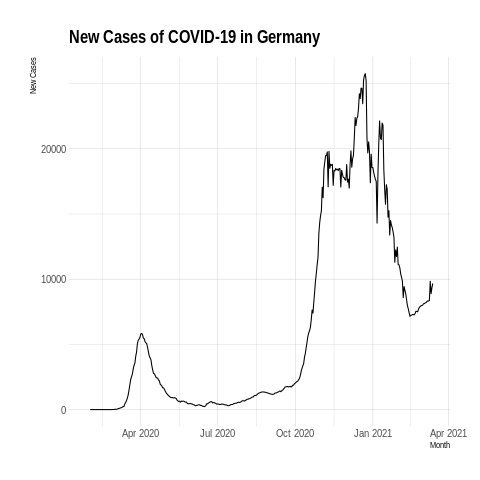 New Cases of COVID-19 in Germany
New Cases
20000
10000
0
Apr 2020
Jul 2020
Oct 2020
Jan 2021
Apr 2021
Month